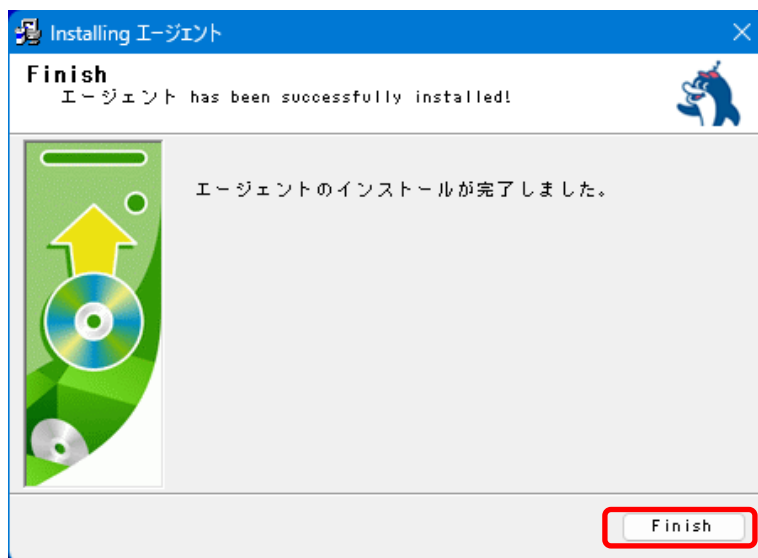 Installing エージェント
Finish
エージェント has been successfully installed!
エージェントのインストールが完了しました。
Finish